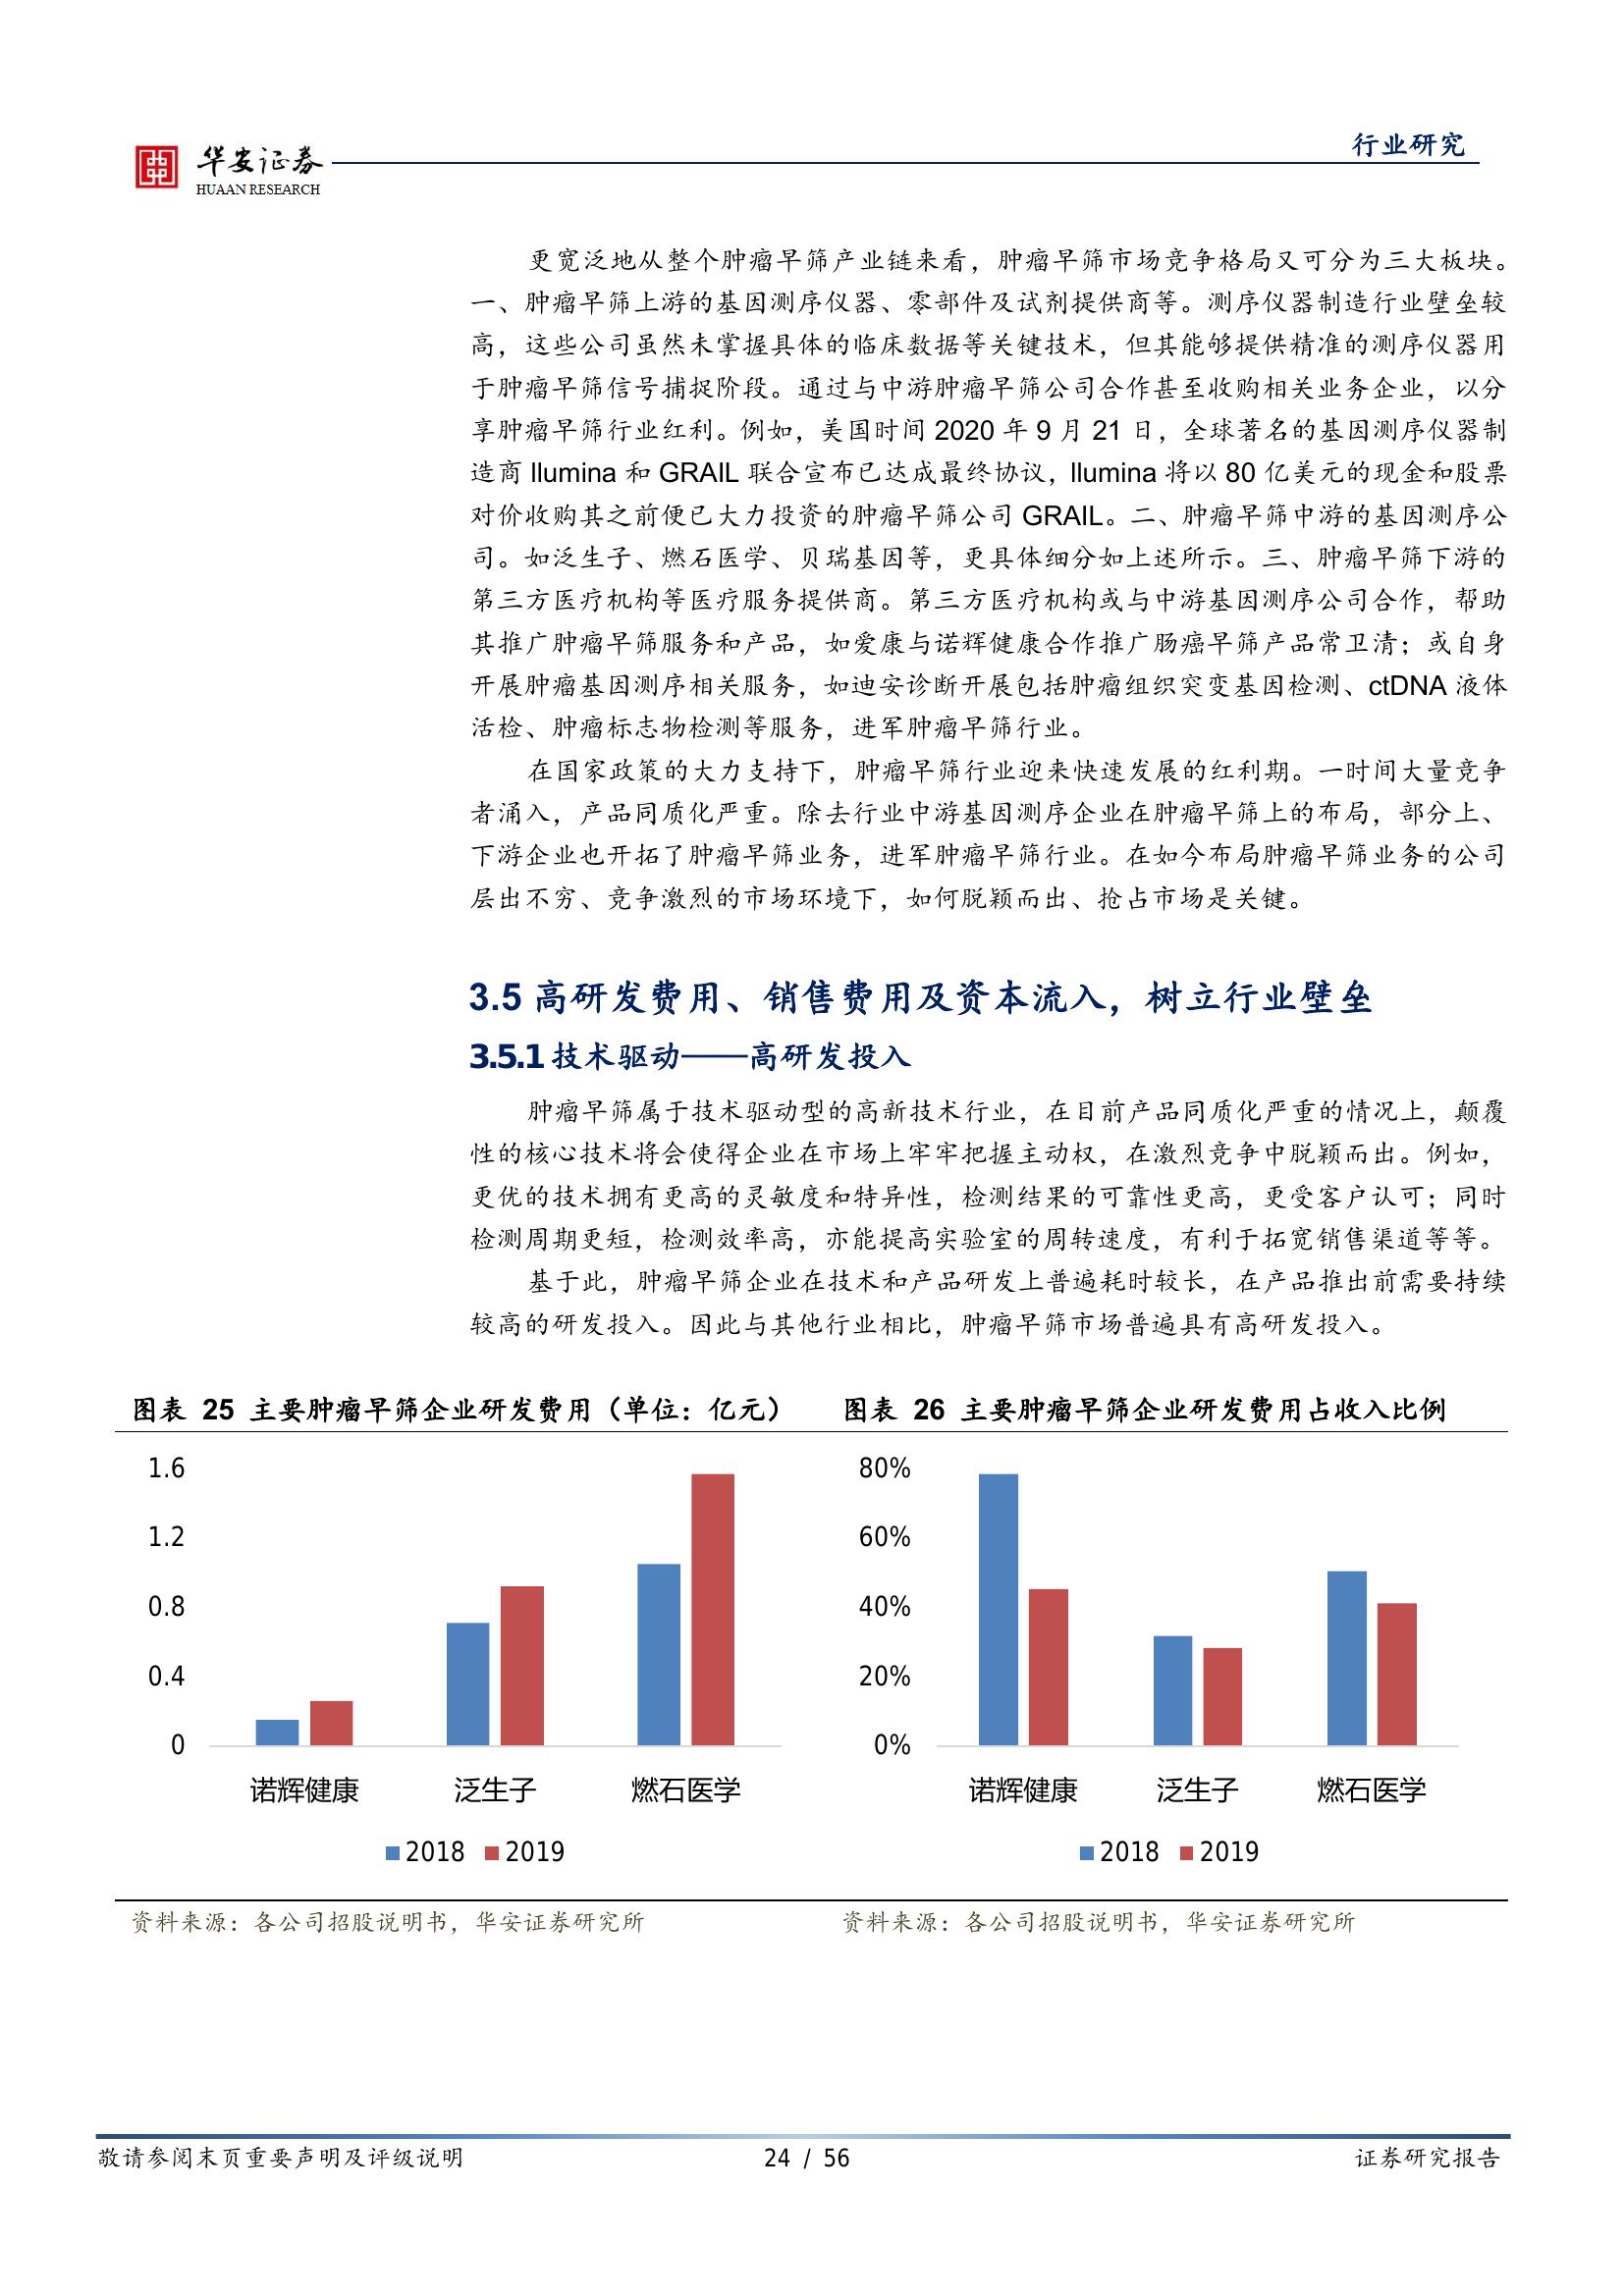 华安证券
HUAAN RESEARCH
行业研究
更宽泛地从整个肿瘤早筛产业链来看，肿瘤早筛市场竞争格局又可分为三大板块。
一、肿瘤早筛上游的基因测序仪器、零部件及试剂提供商等。测序仪器制造行业壁垒较
高，这些公司虽然未掌握具体的临床数据等关键技术，但其能够提供精准的测序仪器用
于肿瘤早筛信号捕捉阶段。通过与中游肿瘤早筛公司合作甚至收购相关业务企业，以分
享肿瘤早筛行业红利。例如，美国时间 2020 年 9 月 21 日，全球著名的基因测序仪器制
造商 llumina 和 GRAIL 联合宣布已达成最终协议，llumina 将以 80 亿美元的现金和股票
对价收购其之前便已大力投资的肿瘤早筛公司 GRAIL。二、肿瘤早筛中游的基因测序公
司。如泛生子、燃石医学、贝瑞基因等，更具体细分如上述所示。三、肿瘤早筛下游的
第三方医疗机构等医疗服务提供商。第三方医疗机构或与中游基因测序公司合作，帮助
其推广肿瘤早筛服务和产品，如爱康与诺辉健康合作推广肠癌早筛产品常卫清；或自身
开展肿瘤基因测序相关服务，如迪安诊断开展包括肿瘤组织突变基因检测、ctDNA 液体
活检、肿瘤标志物检测等服务，进军肿瘤早筛行业。
在国家政策的大力支持下，肿瘤早筛行业迎来快速发展的红利期。一时间大量竞争
者涌入，产品同质化严重。除去行业中游基因测序企业在肿瘤早筛上的布局，部分上、
下游企业也开拓了肿瘤早筛业务，进军肿瘤早筛行业。在如今布局肿瘤早筛业务的公司
层出不穷、竞争激烈的市场环境下，如何脱颖而出、抢占市场是关键。
3.5 高研发费用、销售费用及资本流入，树立行业壁垒
3.5.1 技术驱动——高研发投入
肿瘤早筛属于技术驱动型的高新技术行业，在目前产品同质化严重的情况上，颠覆
性的核心技术将会使得企业在市场上牢牢把握主动权，在激烈竞争中脱颖而出。例如，
更优的技术拥有更高的灵敏度和特异性，检测结果的可靠性更高，更受客户认可；同时
检测周期更短，检测效率高，亦能提高实验室的周转速度，有利于拓宽销售渠道等等。
基于此，肿瘤早筛企业在技术和产品研发上普遍耗时较长，在产品推出前需要持续
较高的研发投入。因此与其他行业相比，肿瘤早筛市场普遍具有高研发投入。
图表 25 主要肿瘤早筛企业研发费用（单位：亿元）
1.6
1.2
0.8
0.4
0
诺辉健康 泛生子 燃石医学
2018 2019
资料来源：各公司招股说明书，华安证券研究所
图表 26 主要肿瘤早筛企业研发费用占收入比例
80%
60%
40%
20%
0%
诺辉健康 泛生子 燃石医学
2018 2019
资料来源：各公司招股说明书，华安证券研究所
敬请参阅末页重要声明及评级说明
24 / 56
证券研究报告